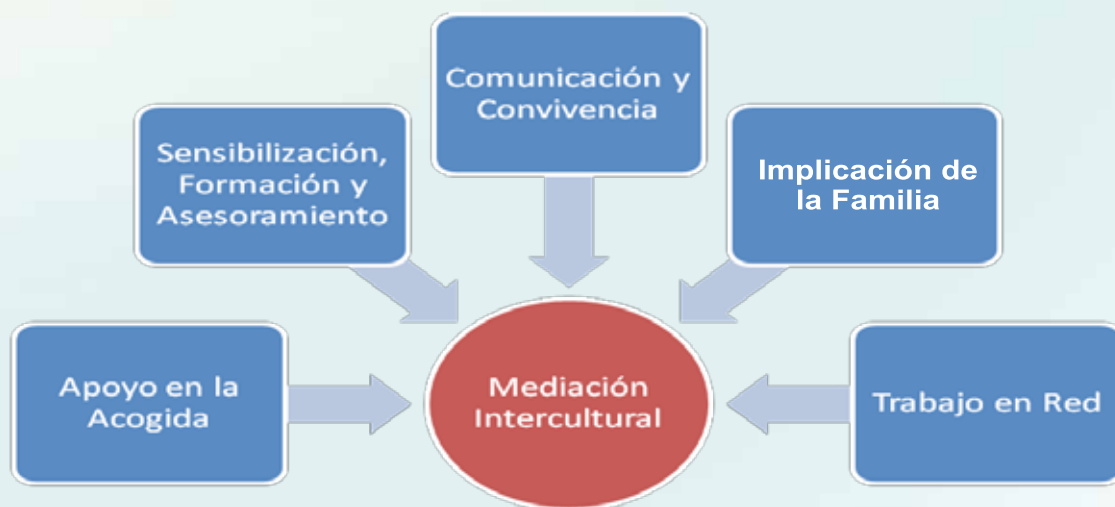 Comunicación y
Convivencia
Sensibilización,
Formación y
Asesoramiento
Implicación de
la Familia
Apoyo en la
Acogida
Mediación
Intercultural
Trabajo en Red